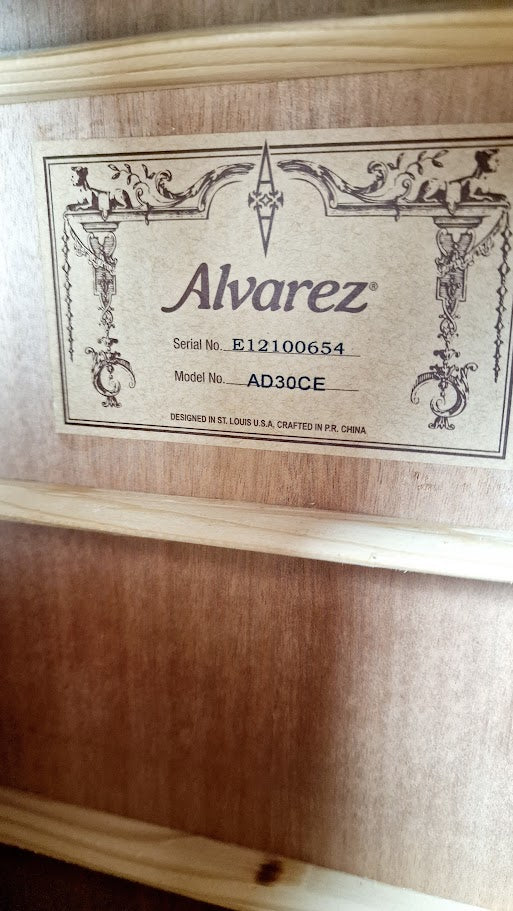 Alvarez®
Serial No. E12100654
Model No. AD30CE
DESIGNED IN ST. LOUIS U.S.A. CRAFTED IN P.R. CHINA